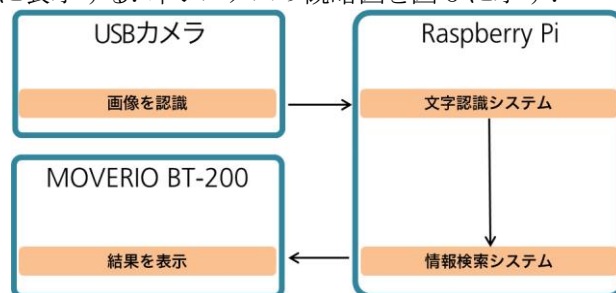 USBカメラ
画像を認識
Raspberry Pi
文字認識システム
情報検索システム
MOVERIO BT-200
結果を表示